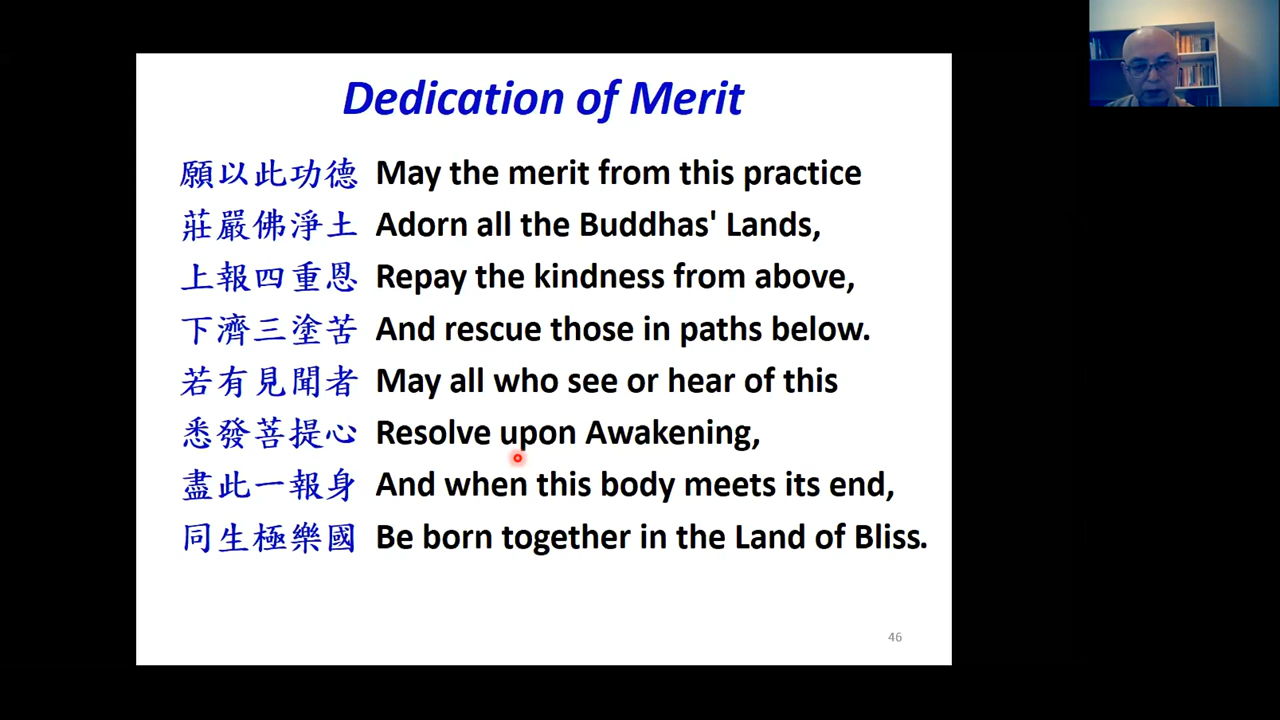 Dedication of Merit
願以此功德 May the merit from this practice
莊嚴佛淨土 Adorn all the Buddhas' Lands,
上報四重恩 Repay the kindness from above,
下濟三塗苦 And rescue those in paths below.
若有見聞者 May all who see or hear of this
悉發菩提心 Resolve upon Awakening,
盡此一報身 And when this body meets its end,
同生極樂國 Be born together in the Land of Bliss.
46